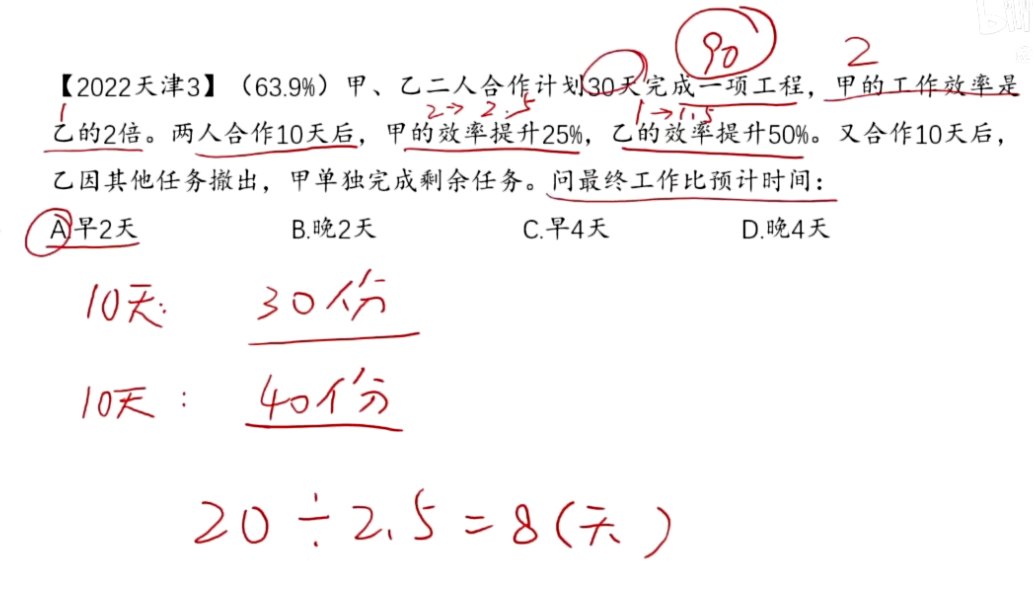 90
2
【2022天津3】（63.9%）甲、乙二人合作计划30天完成一项工程，甲的工作效率是
1 2→2.5 1→1.5
乙的2倍。两人合作10天后，甲的效率提升25%，乙的效率提升50%。又合作10天后，
乙因其他任务撤出，甲单独完成剩余任务。问最终工作比预计时间：
A.早2天 B.晚2天 C.早4天 D.晚4天
10天： 30份
10天： 40份
20÷2.5=8（天）